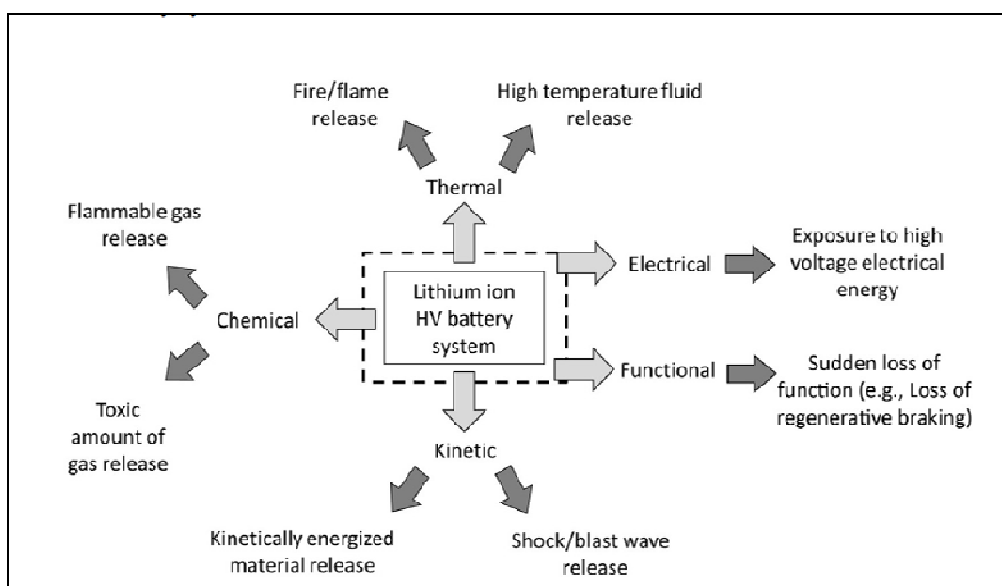 Fire/flame
release
High temperature fluid
release
Thermal
Flammable gas
release
Electrical
Exposure to high
voltage electrical
energy
Lithium ion
HV battery
system
Chemical
Functional
Sudden loss of
function (e.g., Loss of
regenerative braking)
Toxic
amount of
gas release
Kinetic
Kinetically energized
material release
Shock/blast wave
release